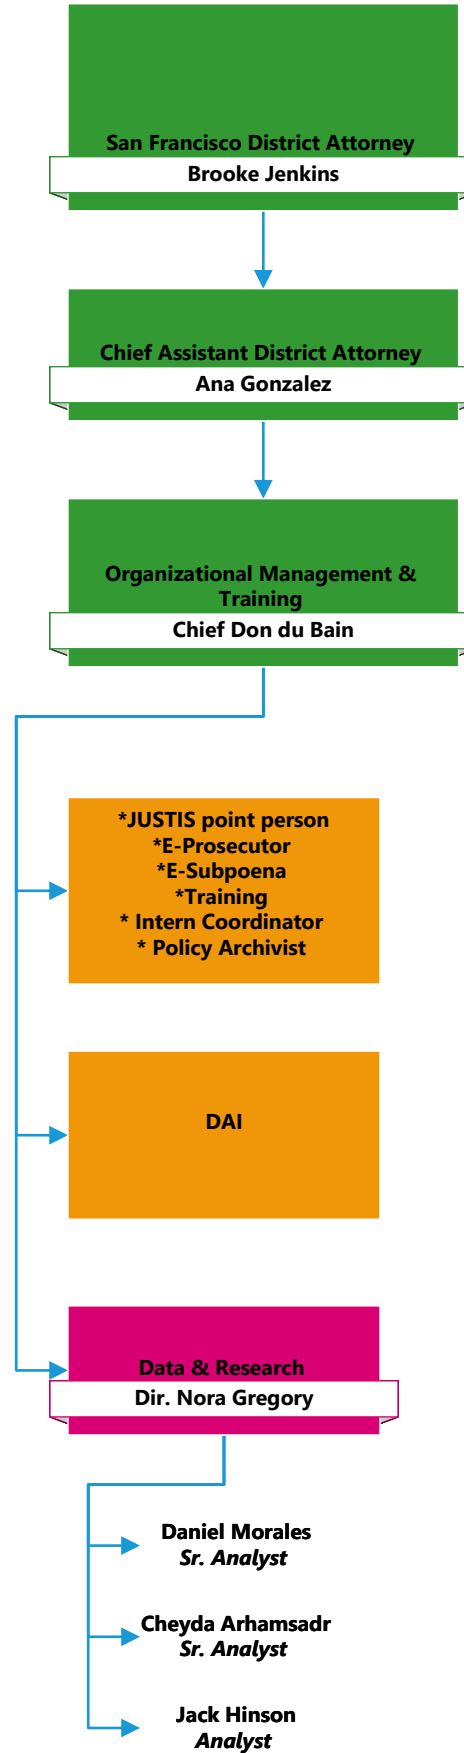 San Francisco District Attorney
Brooke Jenkins
Chief Assistant District Attorney
Ana Gonzalez
Organizational Management &
Training
Chief Don du Bain
*JUSTIS point person
*E-Prosecutor
*E-Subpoena
*Training
* Intern Coordinator
* Policy Archivist
DAI
Data & Research
Dir. Nora Gregory
Daniel Morales
Sr. Analyst
Cheyda Arhamsadr
Sr. Analyst
Jack Hinson
Analyst